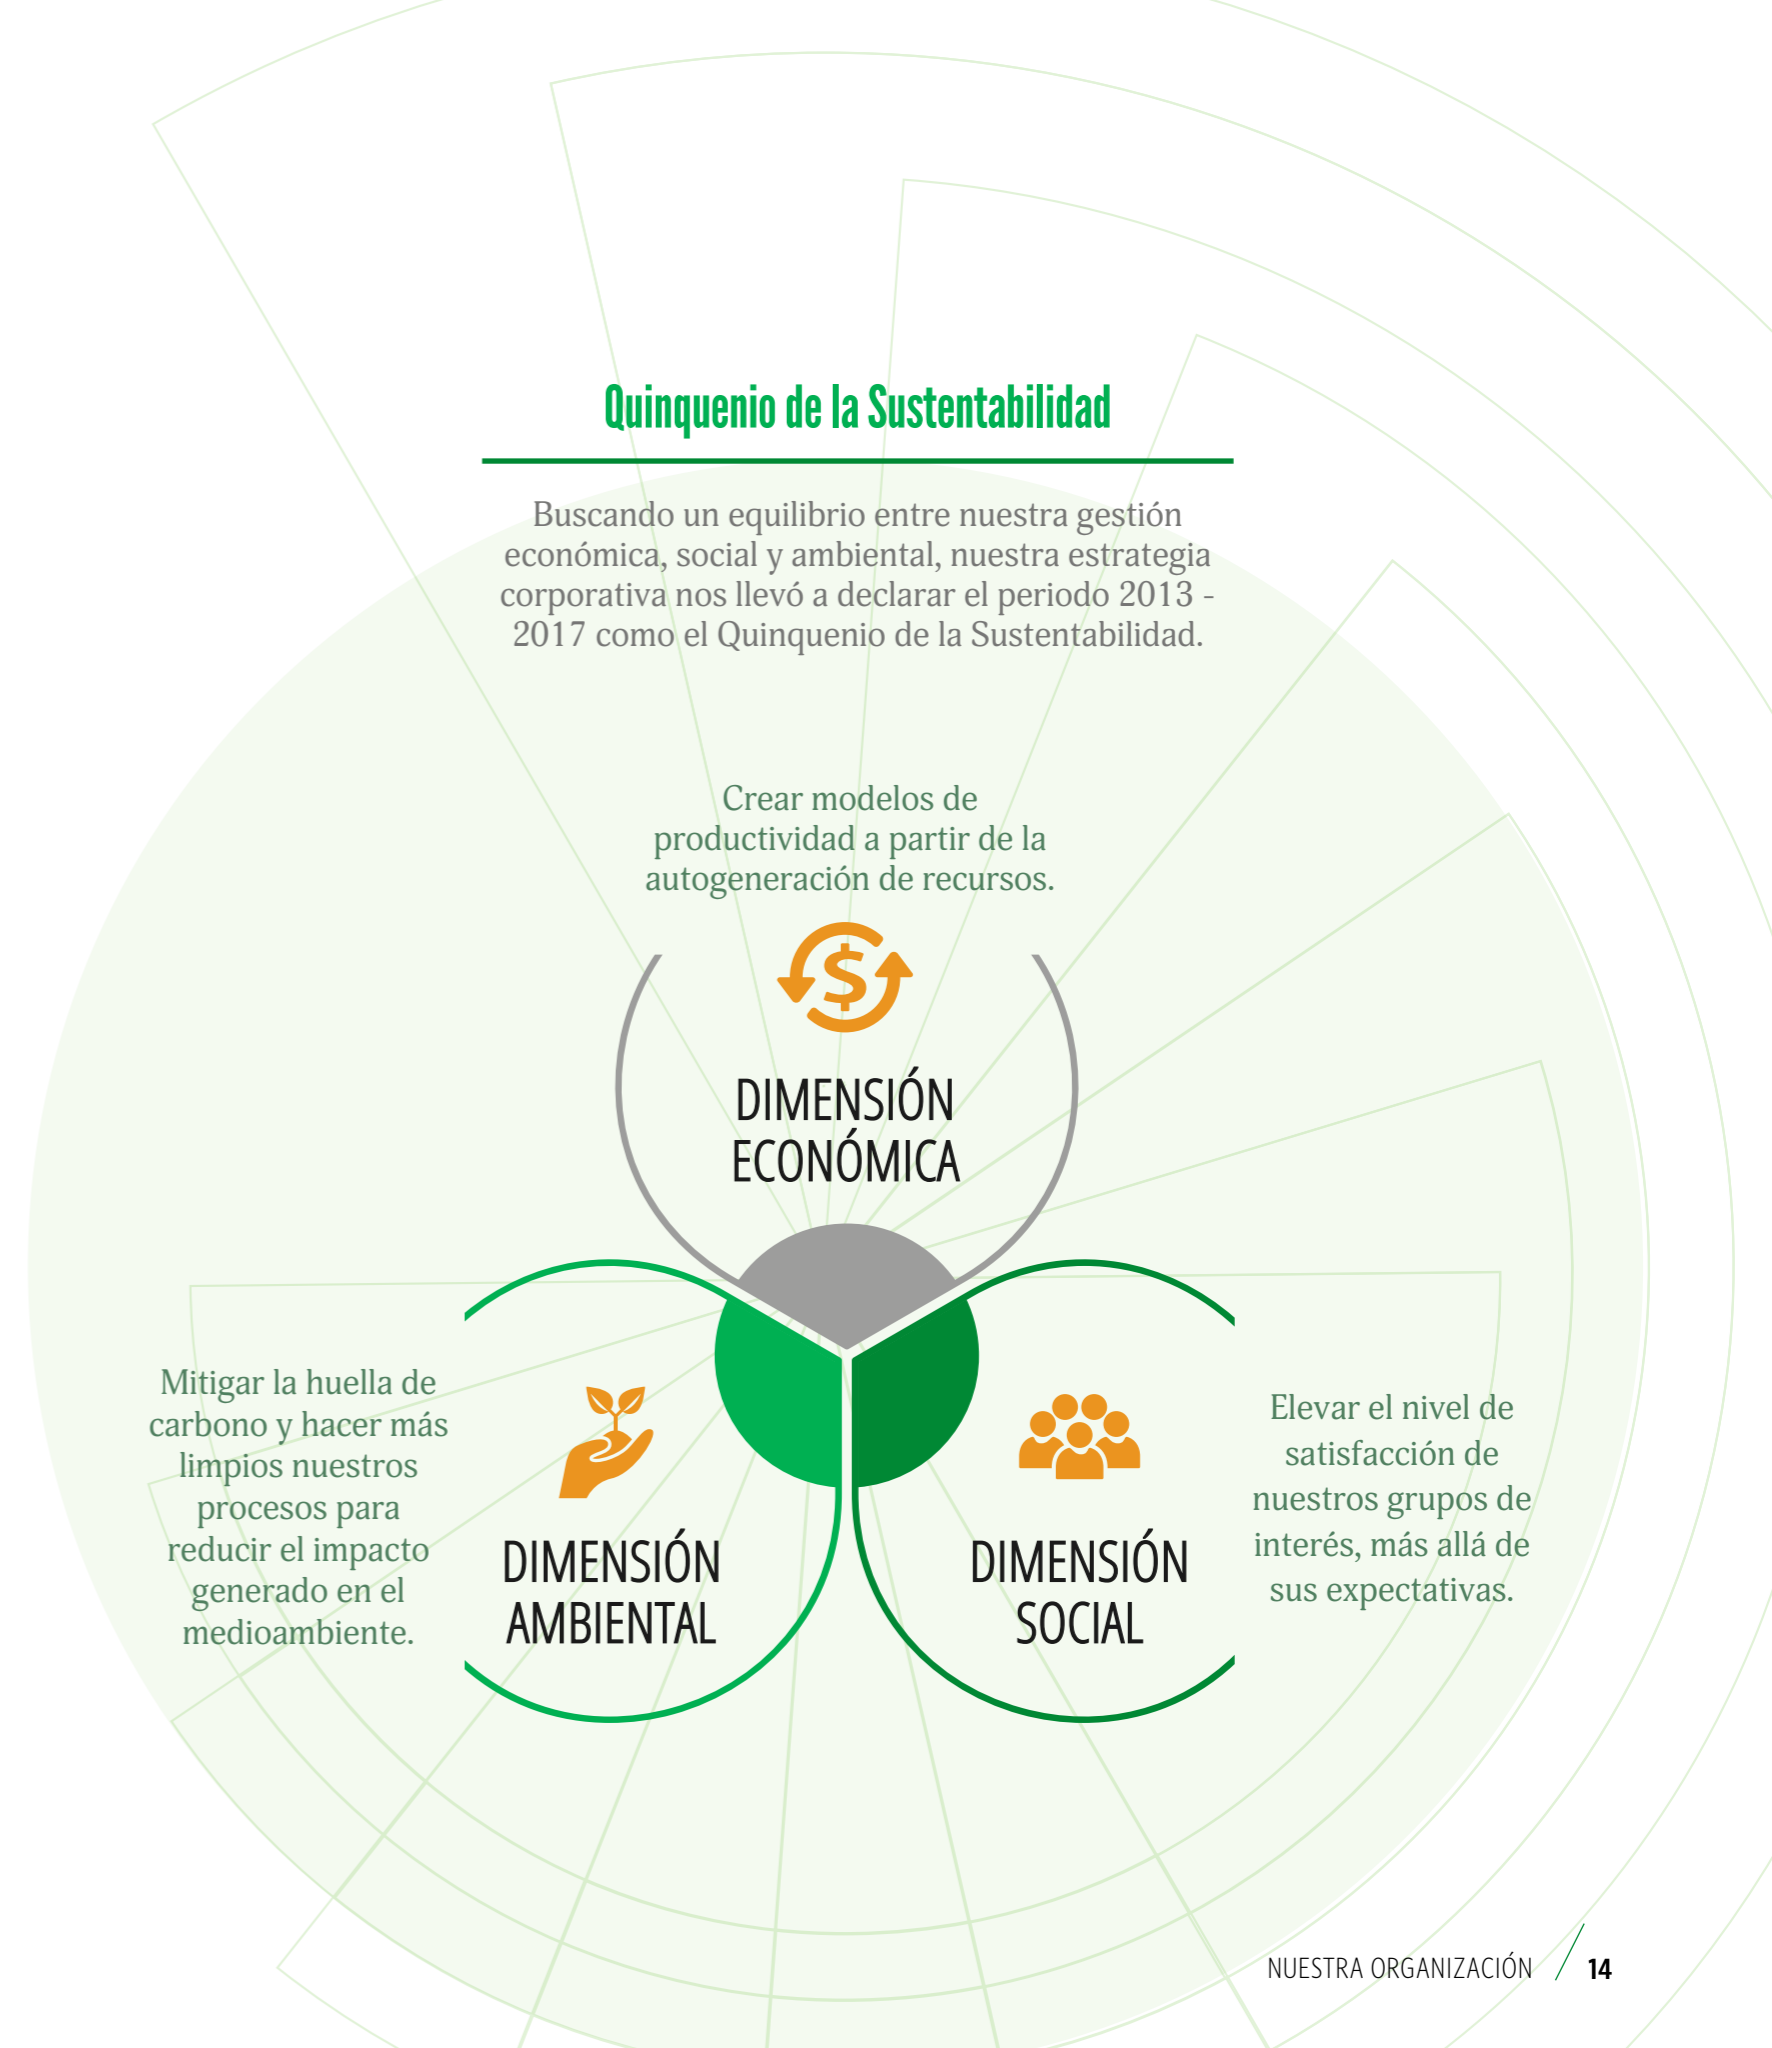 Quinquenio de la Sustentabilidad
Buscando un equilibrio entre nuestra gestión
económica, social y ambiental, nuestra estrategia
corporativa nos llevó a declarar el periodo 2013 -
2017 como el Quinquenio de la Sustentabilidad.
Crear modelos de
productividad a partir de la
autogeneración de recursos.
$
DIMENSIÓN
ECONÓMICA
Mitigar la huella de
carbono y hacer más
limpios nuestros
procesos para
reducir el impacto
generado en el
medioambiente.
DIMENSIÓN
AMBIENTAL
DIMENSIÓN
SOCIAL
Elevar el nivel de
satisfacción de
nuestros grupos de
interés, más allá de
sus expectativas.
NUESTRA ORGANIZACIÓN / 14